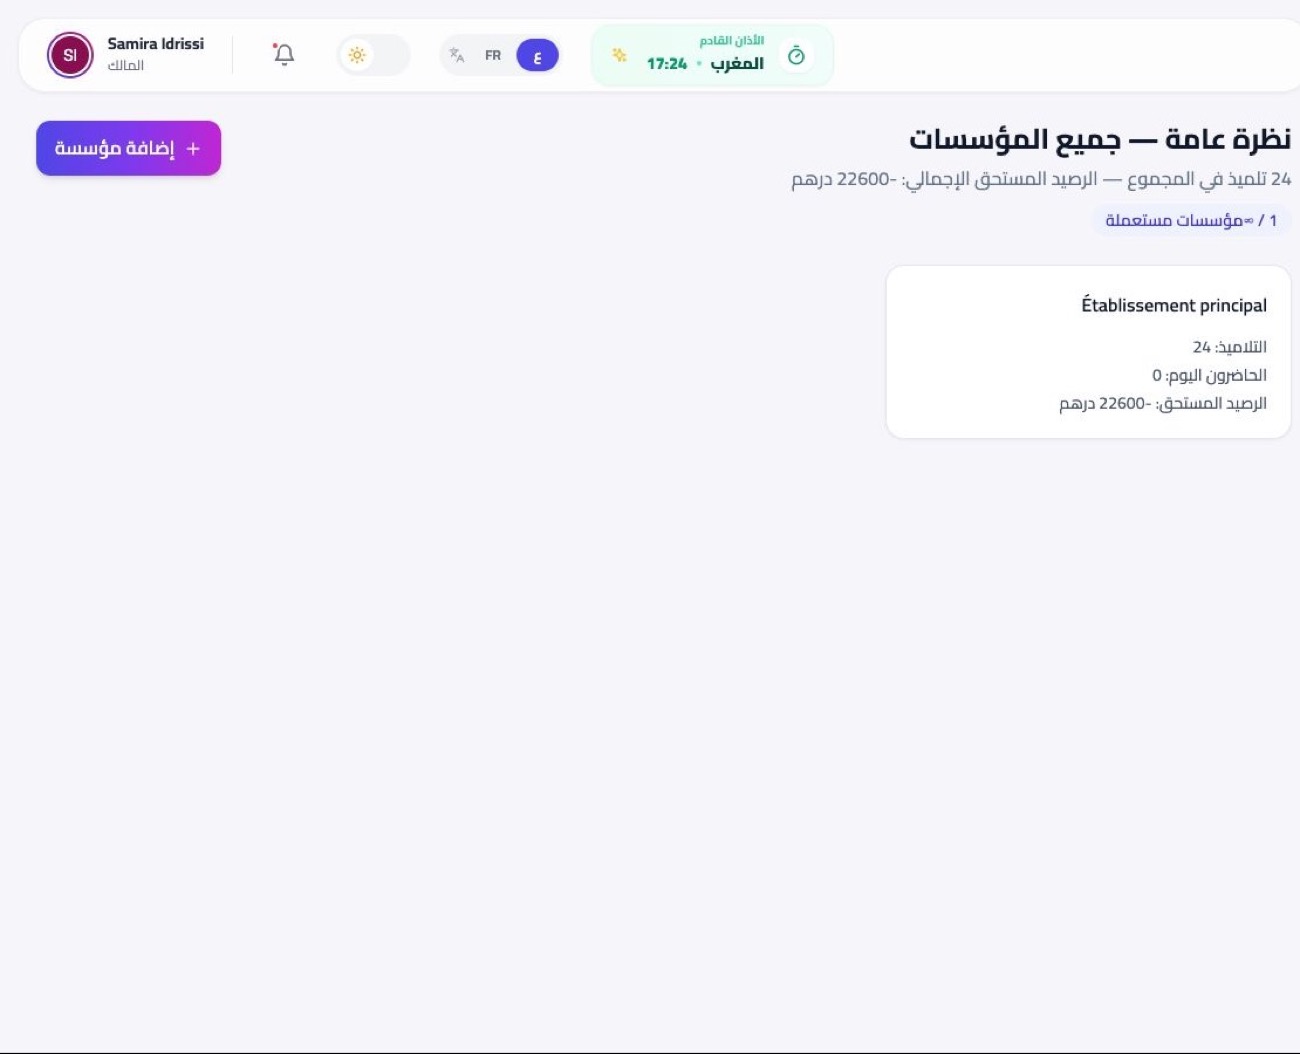 الأذان القادم
المغرب • 17:24
ع
FR
Samira Idrissi
المالك
SI
نظرة عامة — جميع المؤسسات
24 تلميذ في المجموع — الرصيد المستحق الإجمالي: -22600 درهم
1 / ∞مؤسسات مستعملة
+ إضافة مؤسسة
Établissement principal
التلاميذ: 24
الحاضرون اليوم: 0
الرصيد المستحق: -22600 درهم